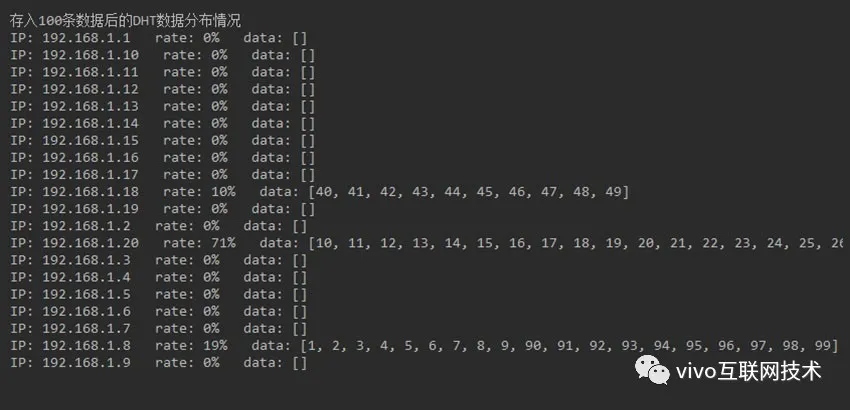 存入100条数据后的DHT数据分布情况
IP: 192.168.1.1   rate: 0%   data: []
IP: 192.168.1.10   rate: 0%   data: []
IP: 192.168.1.11   rate: 0%   data: []
IP: 192.168.1.12   rate: 0%   data: []
IP: 192.168.1.13   rate: 0%   data: []
IP: 192.168.1.14   rate: 0%   data: []
IP: 192.168.1.15   rate: 0%   data: []
IP: 192.168.1.16   rate: 0%   data: []
IP: 192.168.1.17   rate: 0%   data: []
IP: 192.168.1.18   rate: 10%   data: [40, 41, 42, 43, 44, 45, 46, 47, 48, 49]
IP: 192.168.1.19   rate: 0%   data: []
IP: 192.168.1.2   rate: 0%   data: []
IP: 192.168.1.20   rate: 71%   data: [10, 11, 12, 13, 14, 15, 16, 17, 18, 19, 20, 21, 22, 23, 24, 25, 26
IP: 192.168.1.3   rate: 0%   data: []
IP: 192.168.1.4   rate: 0%   data: []
IP: 192.168.1.5   rate: 0%   data: []
IP: 192.168.1.6   rate: 0%   data: []
IP: 192.168.1.7   rate: 0%   data: []
IP: 192.168.1.8   rate: 19%   data: [1, 2, 3, 4, 5, 6, 7, 8, 9, 90, 91, 92, 93, 94, 95, 96, 97, 98, 99]
IP: 192.168.1.9   rate: 0%   data: []
vivo互联网技术